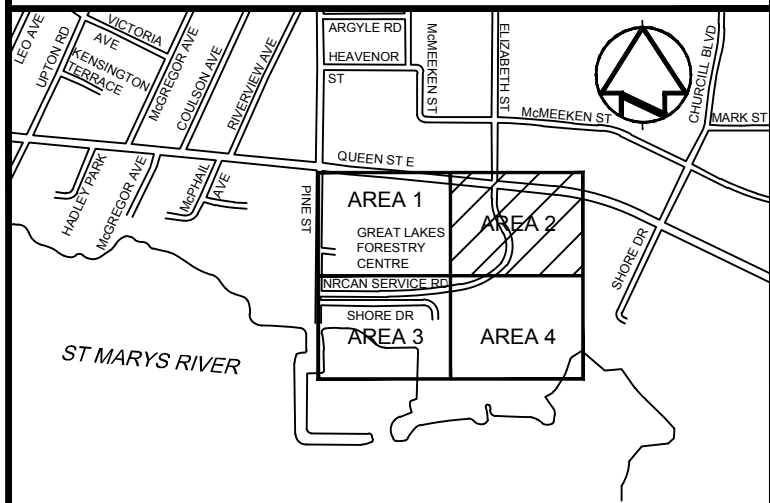 LEO AVE
UPTON RD
VICTORIA
AVE
KENSINGTON
TERRACE
McGREGOR AVE
COULSON AVE
RIVERVIEW AVE
ARGYLE RD
HEAVENOR
ST
McMEEKEN ST
ELIZABETH ST
McMEEKEN ST
CHURCILL BLVD
MARK ST
QUEEN ST E
HADLEY PARK
McGREGOR AVE
McPHAIL
AVE
PINE ST
AREA 1
GREAT LAKES
FORESTRY
CENTRE
AREA 2
SHORE DR
NRCAN SERVICE RD
SHORE DR
AREA 3
AREA 4
ST MARYS RIVER